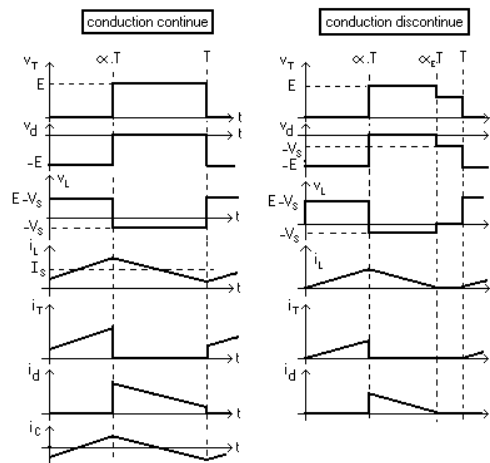 conduction continue
conduction discontinue
v_T ∝.T T
E
t
v_d
t
-E
v_L
E-V_S
-V_S
t
i_L
I_S
t
i_T
t
i_d
t
i_C
t
v_T ∝.T ∝_E.T T
E
v_d
-V_S
-E
v_L
E-V_S
-V_S
i_L
i_T
i_d